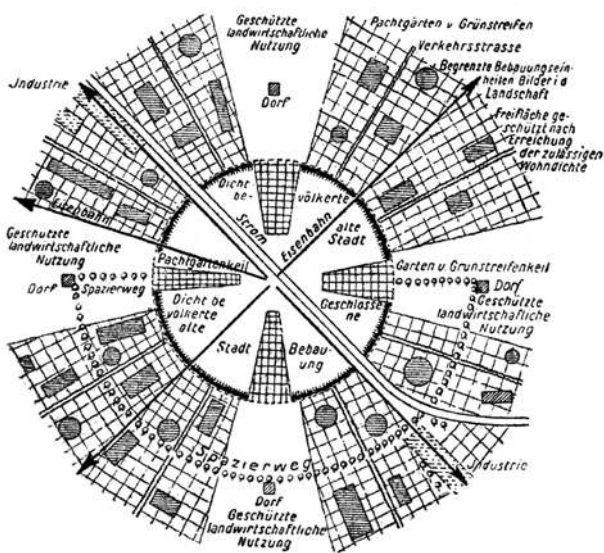 Geschützte
landwirtschaftliche
Nutzung
Dorf
Pachtgärten v Grünstreifen
Verkehrsstrasse
Begrenzte Bebauungsein-
heiten Bilder i d
Landschaft
Freifläche ge-
schützt nach
Erreichung
der zulässigen
Wohndichte
Industrie
Eisenbahn
Dicht
be-
völkerte
alte
Stadt
Strom
Eisenbahn
Geschützte
landwirtschaftliche
Nutzung
Dorf
Spazierweg
Pachtgartenkeil
Garten u. Grünstreifenkeil
Dorf
Geschützte
landwirtschaftliche
Nutzung
Dicht be
völkerte
alte
Stadt
Geschlosse
ne
Bebau-
ung
Spazierweg
Industrie
Dorf
Geschützte
landwirtschaftliche
Nutzung